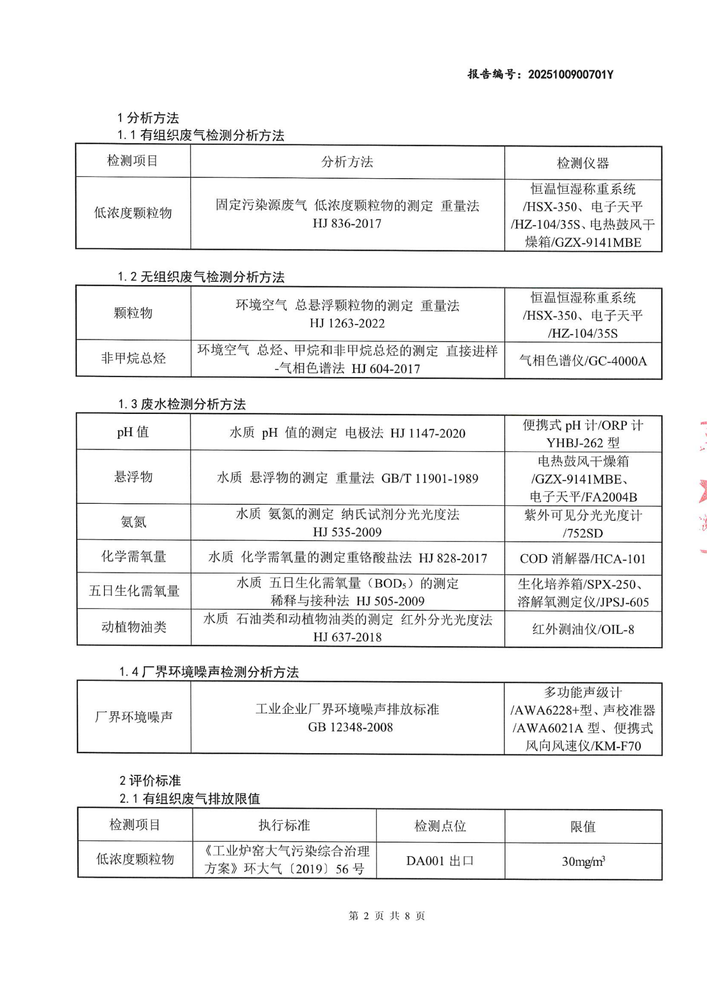 报告编号：2025100900701Y
1 分析方法
1.1 有组织废气检测分析方法
检测项目 分析方法 检测仪器
低浓度颗粒物
固定污染源废气 低浓度颗粒物的测定 重量法
HJ 836-2017
恒温恒湿称重系统
/HSX-350、电子天平
/HZ-104/35S、电热鼓风干
燥箱/GZX-9141MBE
1.2 无组织废气检测分析方法
颗粒物
环境空气 总悬浮颗粒物的测定 重量法
HJ 1263-2022
恒温恒湿称重系统
/HSX-350、电子天平
/HZ-104/35S
非甲烷总烃
环境空气 总烃、甲烷和非甲烷总烃的测定 直接进样
-气相色谱法 HJ 604-2017
气相色谱仪/GC-4000A
1.3 废水检测分析方法
pH 值
水质 pH 值的测定 电极法 HJ 1147-2020
便携式 pH 计/ORP 计
YHBJ-262 型
悬浮物
水质 悬浮物的测定 重量法 GB/T 11901-1989
电热鼓风干燥箱
/GZX-9141MBE、
电子天平/FA2004B
氨氮
水质 氨氮的测定 纳氏试剂分光光度法
HJ 535-2009
紫外可见分光光度计
/752SD
化学需氧量
水质 化学需氧量的测定重铬酸盐法 HJ 828-2017
COD 消解器/HCA-101
五日生化需氧量
水质 五日生化需氧量（BOD₅）的测定
稀释与接种法 HJ 505-2009
生化培养箱/SPX-250、
溶解氧测定仪/JPSJ-605
动植物油类
水质 石油类和动植物油类的测定 红外分光光度法
HJ 637-2018
红外测油仪/OIL-8
1.4 厂界环境噪声检测分析方法
厂界环境噪声
工业企业厂界环境噪声排放标准
GB 12348-2008
多功能声级计
/AWA6228+型、声校准器
/AWA6021A 型、便携式
风向风速仪/KM-F70
2 评价标准
2.1 有组织废气排放限值
检测项目 执行标准 检测点位 限值
低浓度颗粒物
《工业炉窑大气污染综合治理
方案》环大气〔2019〕56 号
DA001 出口
30mg/m³
第 2 页 共 8 页